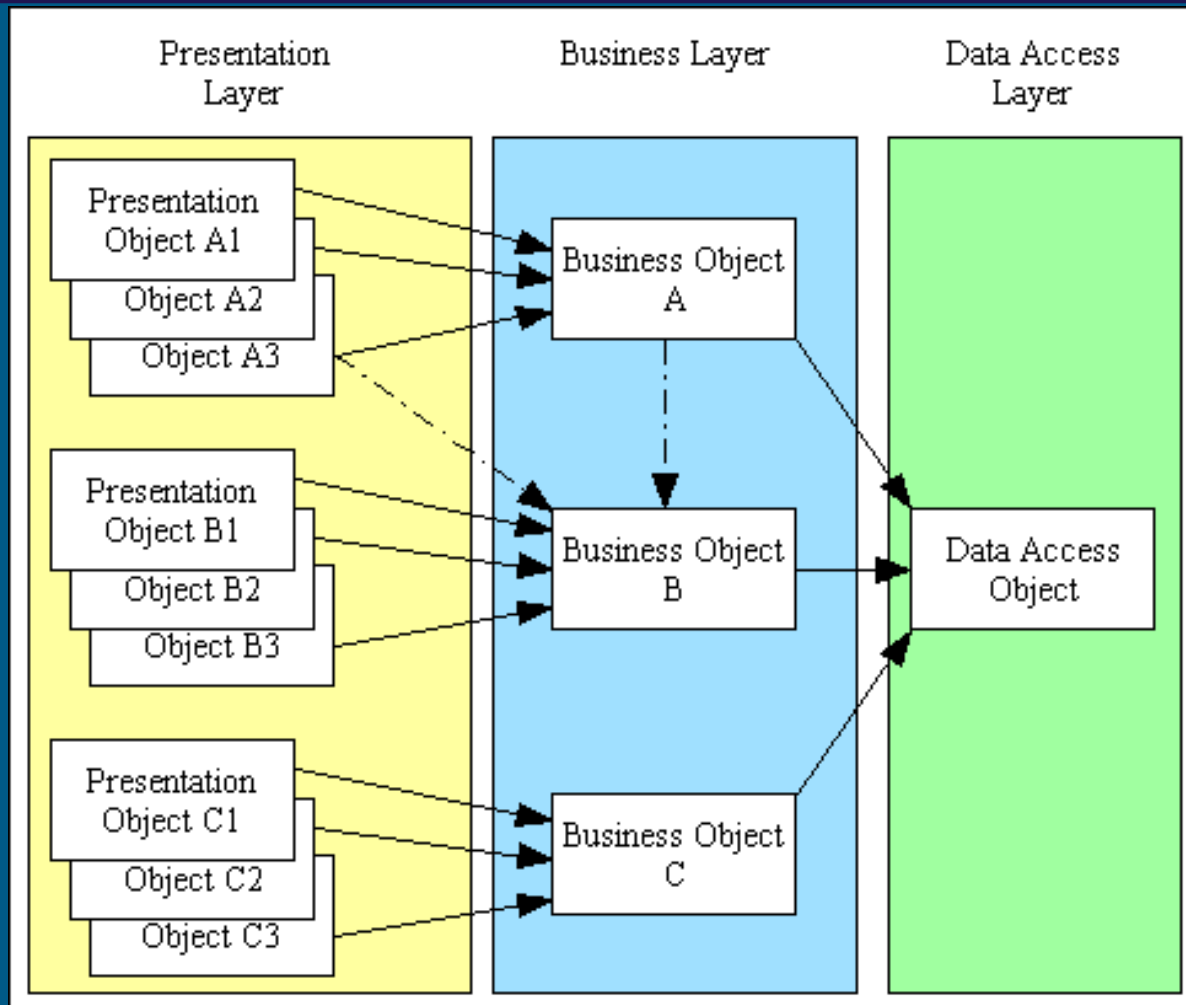 Presentation
Layer
Business Layer
Data Access
Layer
Presentation
Object A1
Object A2
Object A3
Presentation
Object B1
Object B2
Object B3
Presentation
Object C1
Object C2
Object C3
Business Object
A
Business Object
B
Business Object
C
Data Access
Object